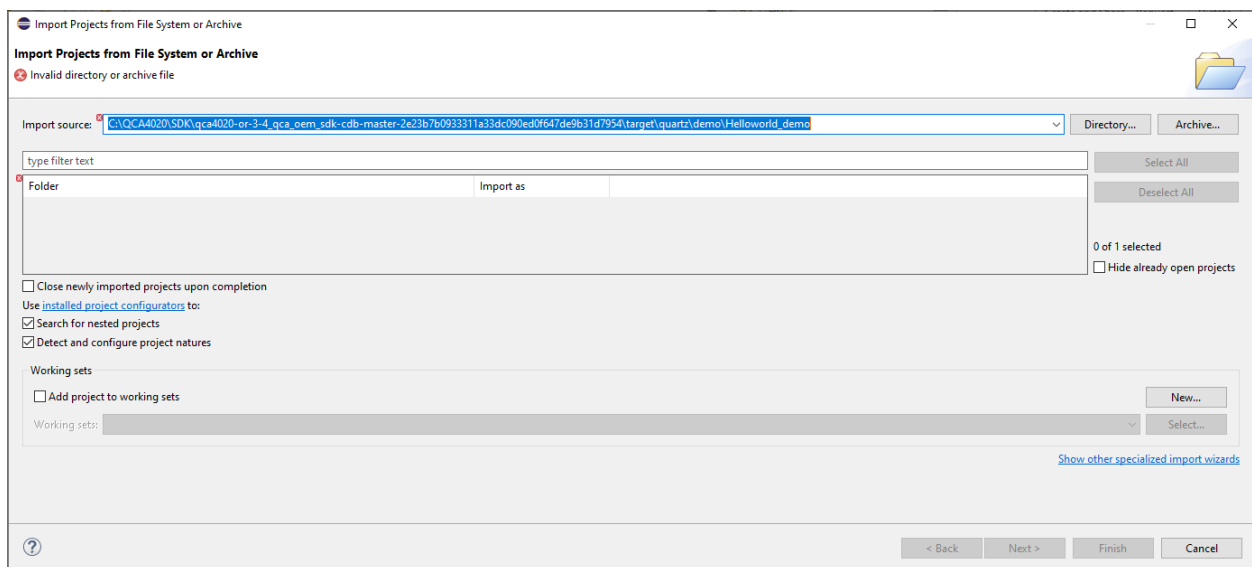 Import Projects from File System or Archive
Import Projects from File System or Archive
Invalid directory or archive file
Import source: C:\QCA4020\SDK\qca4020-or-3-4_qca_oem_sdk-cdb-master-2e23b7b0933311a33dc090ed0f647de9b31d7954\target\quartz\demo\Helloworld_demo Directory... Archive...
type filter text Select All
Folder Import as
Deselect All
0 of 1 selected
Hide already open projects
Close newly imported projects upon completion
Use installed project configurators to:
Search for nested projects
Detect and configure project natures
Working sets
Add project to working sets New...
Working sets: Select...
Show other specialized import wizards
? < Back Next > Finish Cancel